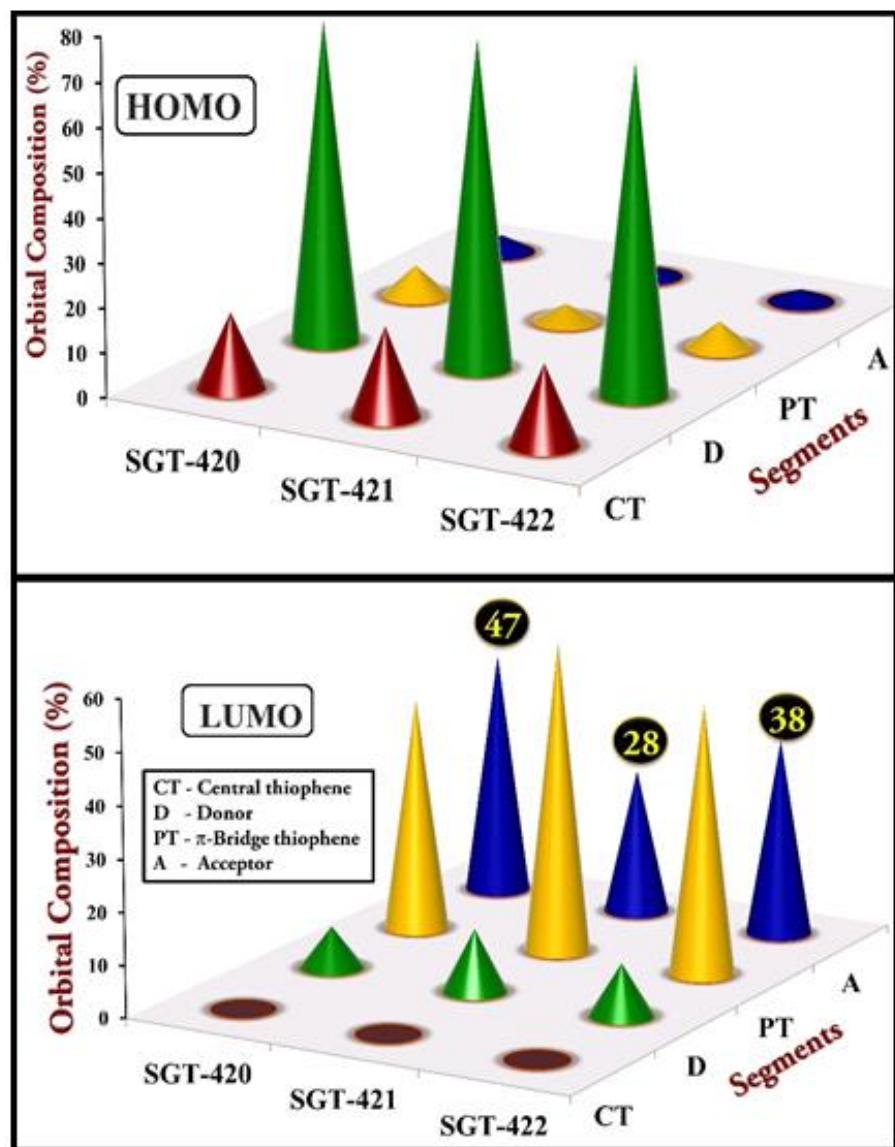 80
70
60
50
40
30
20
10
0
Orbital Composition (%)
HOMO
SGT-420
SGT-421
SGT-422
CT
D
PT
A
Segments
60
50
40
30
20
10
0
Orbital Composition (%)
LUMO
CT - Central thiophene
D - Donor
PT - π-Bridge thiophene
A - Acceptor
47
28
38
SGT-420
SGT-421
SGT-422
CT
D
PT
A
Segments